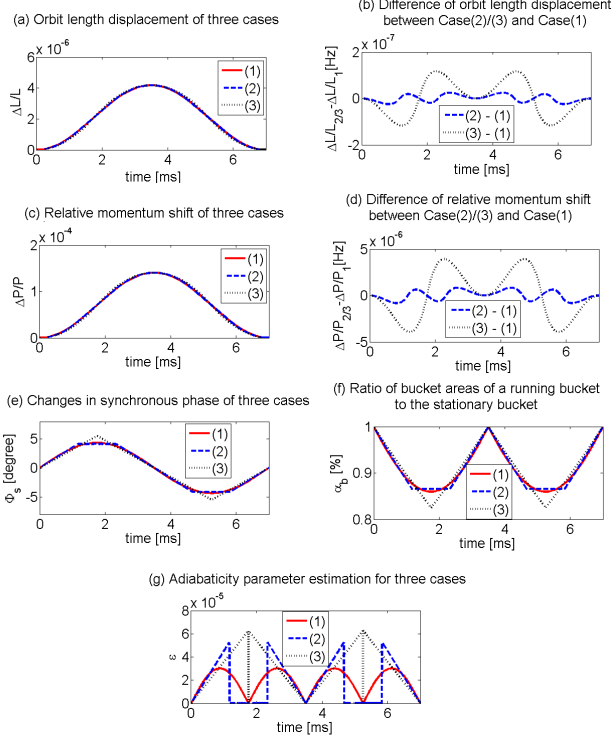 (a) Orbit length displacement of three cases
x 10^-6
6
4
2
0
ΔL/L
0 2 4 6
time [ms]
(1)
(2)
(3)
(b) Difference of orbit length displacement
between Case(2)/(3) and Case(1)
x 10^-7
2
0
-2
ΔL/L2/3-ΔL/L1[Hz]
0 2 4 6
time [ms]
(2) - (1)
(3) - (1)
(c) Relative momentum shift of three cases
x 10^-4
2
1
0
ΔP/P
0 2 4 6
time [ms]
(1)
(2)
(3)
(d) Difference of relative momentum shift
between Case(2)/(3) and Case(1)
x 10^-6
5
0
-5
ΔP/P2/3-ΔP/P1[Hz]
0 2 4 6
time [ms]
(2) - (1)
(3) - (1)
(e) Changes in synchronous phase of three cases
5
0
-5
Φs [degree]
0 2 4 6
time [ms]
(1)
(2)
(3)
(f) Ratio of bucket areas of a running bucket
to the stationary bucket
1
0.9
0.8
αb [%]
0 2 4 6
time [ms]
(1)
(2)
(3)
(g) Adiabaticity parameter estimation for three cases
x 10^-5
8
6
4
2
0
ε
0 2 4 6
time [ms]
(1)
(2)
(3)